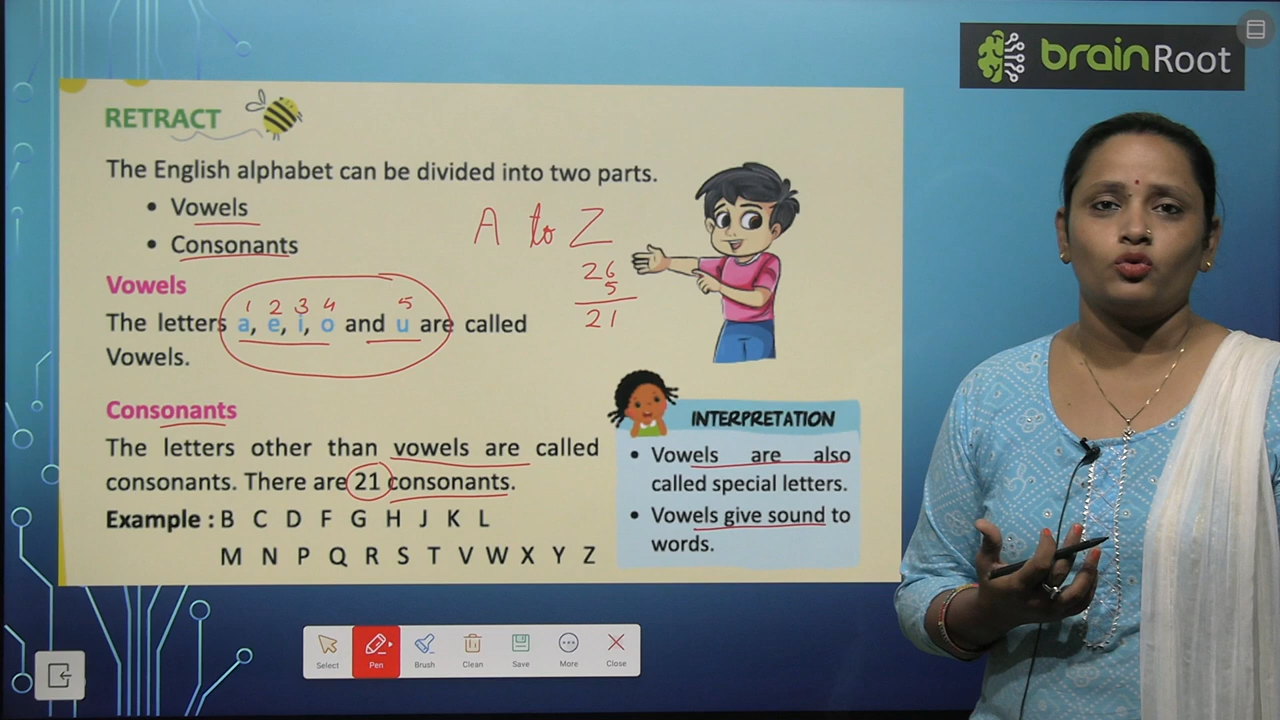 brainRoot
RETRACT
The English alphabet can be divided into two parts.
• Vowels
• Consonants
A to Z
26
5
21
Vowels
1 2 3 4 5
The letters a, e, i, o and u are called
Vowels.
Consonants
The letters other than vowels are called
consonants. There are 21 consonants.
Example : B C D F G H J K L
M N P Q R S T V W X Y Z
INTERPRETATION
• Vowels are also
called special letters.
• Vowels give sound to
words.
Select Pen Brush Clean Save More Close